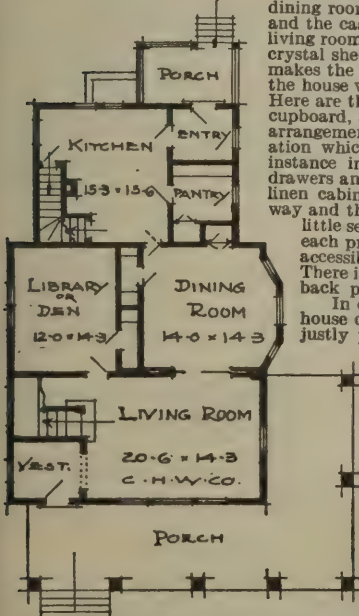 dining room
and the ca
living room
crystal she
makes the
the house v
Here are th
cupboard,
arrangemen
ation which
instance in
drawers an
linen cabin
way and th
little se
each pr
accessib
There i
back p
In
house o
justly
PORCH
ENTRY
KITCHEN
15-3 x 15-6
PANTRY
LIBRARY
OR
DEN
12-0 x 14-3
DINING
ROOM
14-0 x 14-3
LIVING ROOM
20-6 x 14-3
C. H. W. CO.
VEST.
PORCH